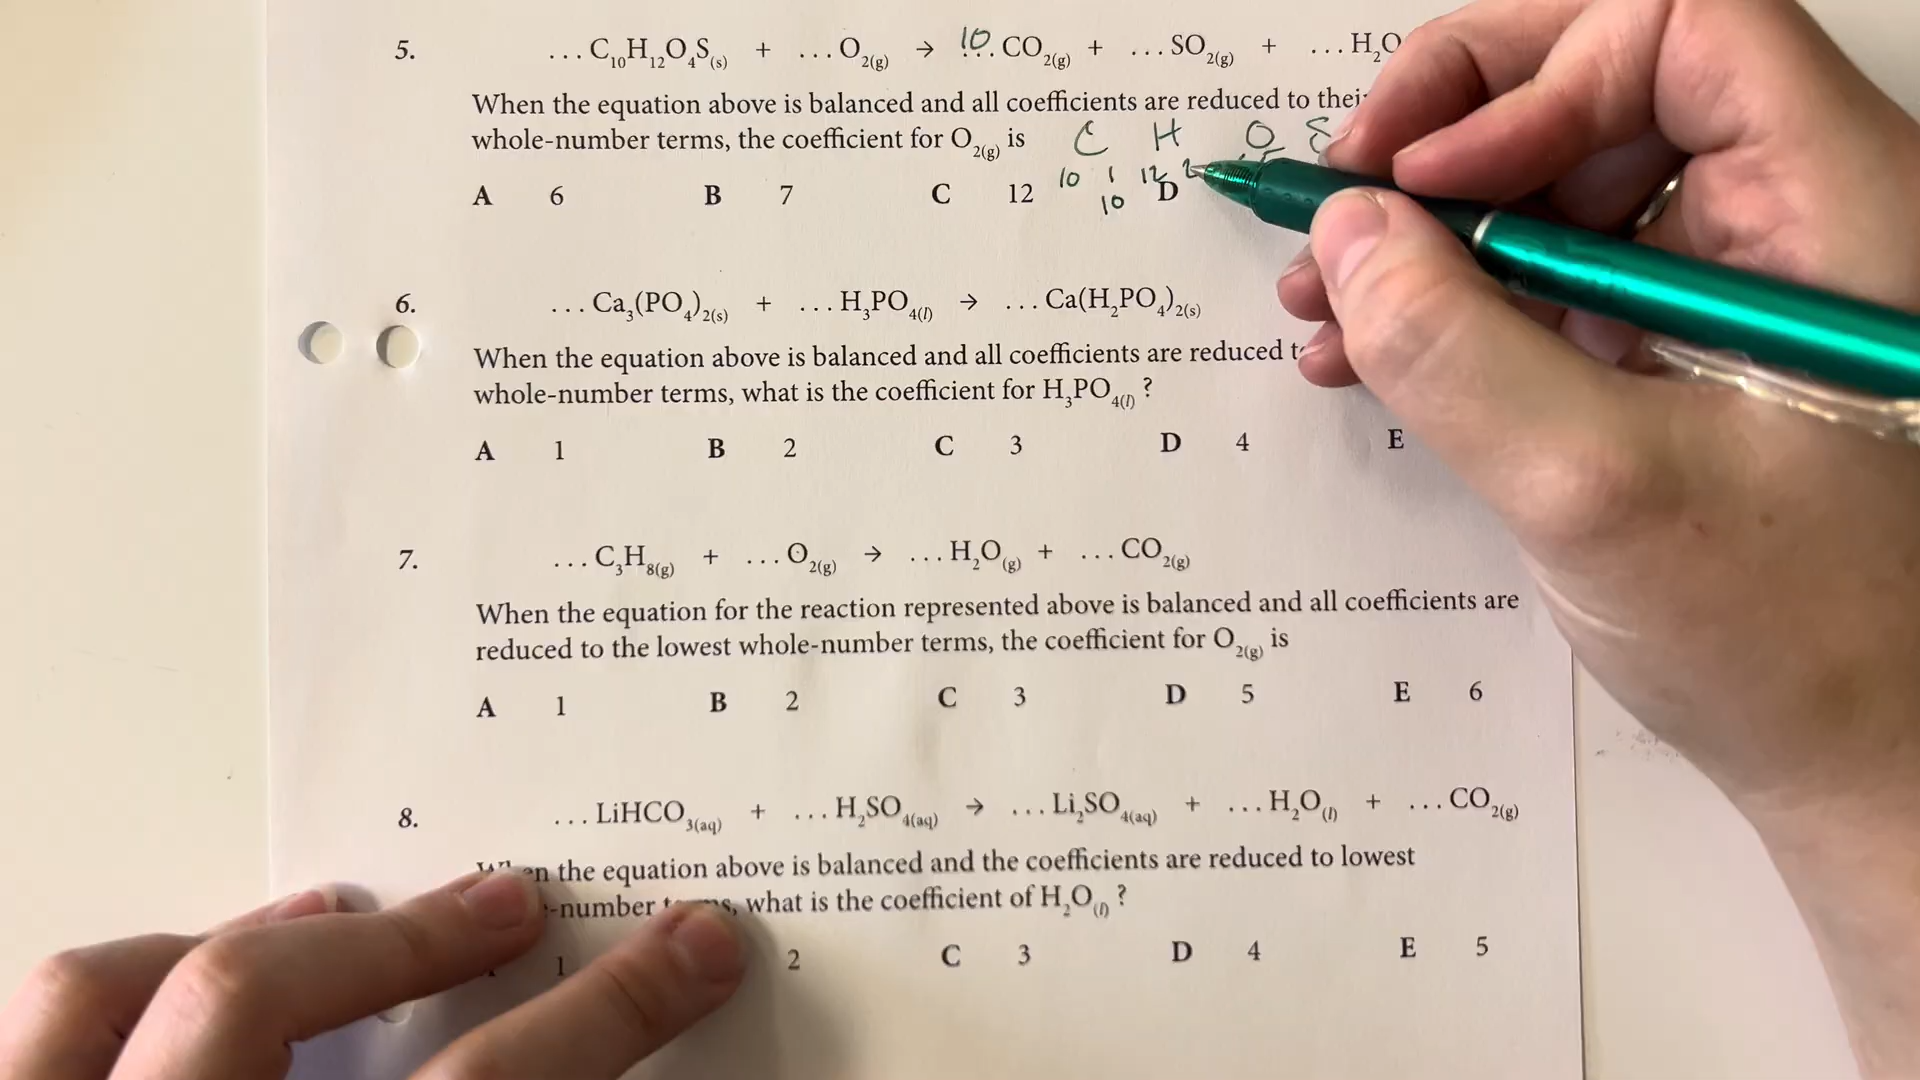 5. ...C₁₀H₁₂O₄S(s) + ...O₂(g) → 10...CO₂(g) + ...SO₂(g) + ...H₂O
When the equation above is balanced and all coefficients are reduced to
whole-number terms, the coefficient for O₂(g) is C H O S
10 1 12 2
A 6 B 7 C 12 D
10
6. ...Ca₃(PO₄)₂(s) + ...H₃PO₄(l) → ...Ca(H₂PO₄)₂(s)
When the equation above is balanced and all coefficients are reduced
whole-number terms, what is the coefficient for H₃PO₄(l) ?
A 1 B 2 C 3 D 4 E
7. ...C₃H₈(g) + ...O₂(g) → ...H₂O(g) + ...CO₂(g)
When the equation for the reaction represented above is balanced and all coefficients are
reduced to the lowest whole-number terms, the coefficient for O₂(g) is
A 1 B 2 C 3 D 5 E 6
8. ...LiHCO₃(aq) + ...H₂SO₄(aq) → ...Li₂SO₄(aq) + ...H₂O(l) + ...CO₂(g)
the equation above is balanced and the coefficients are reduced to lowest
-number what is the coefficient of H₂O(l) ?
1 2 C 3 D 4 E 5